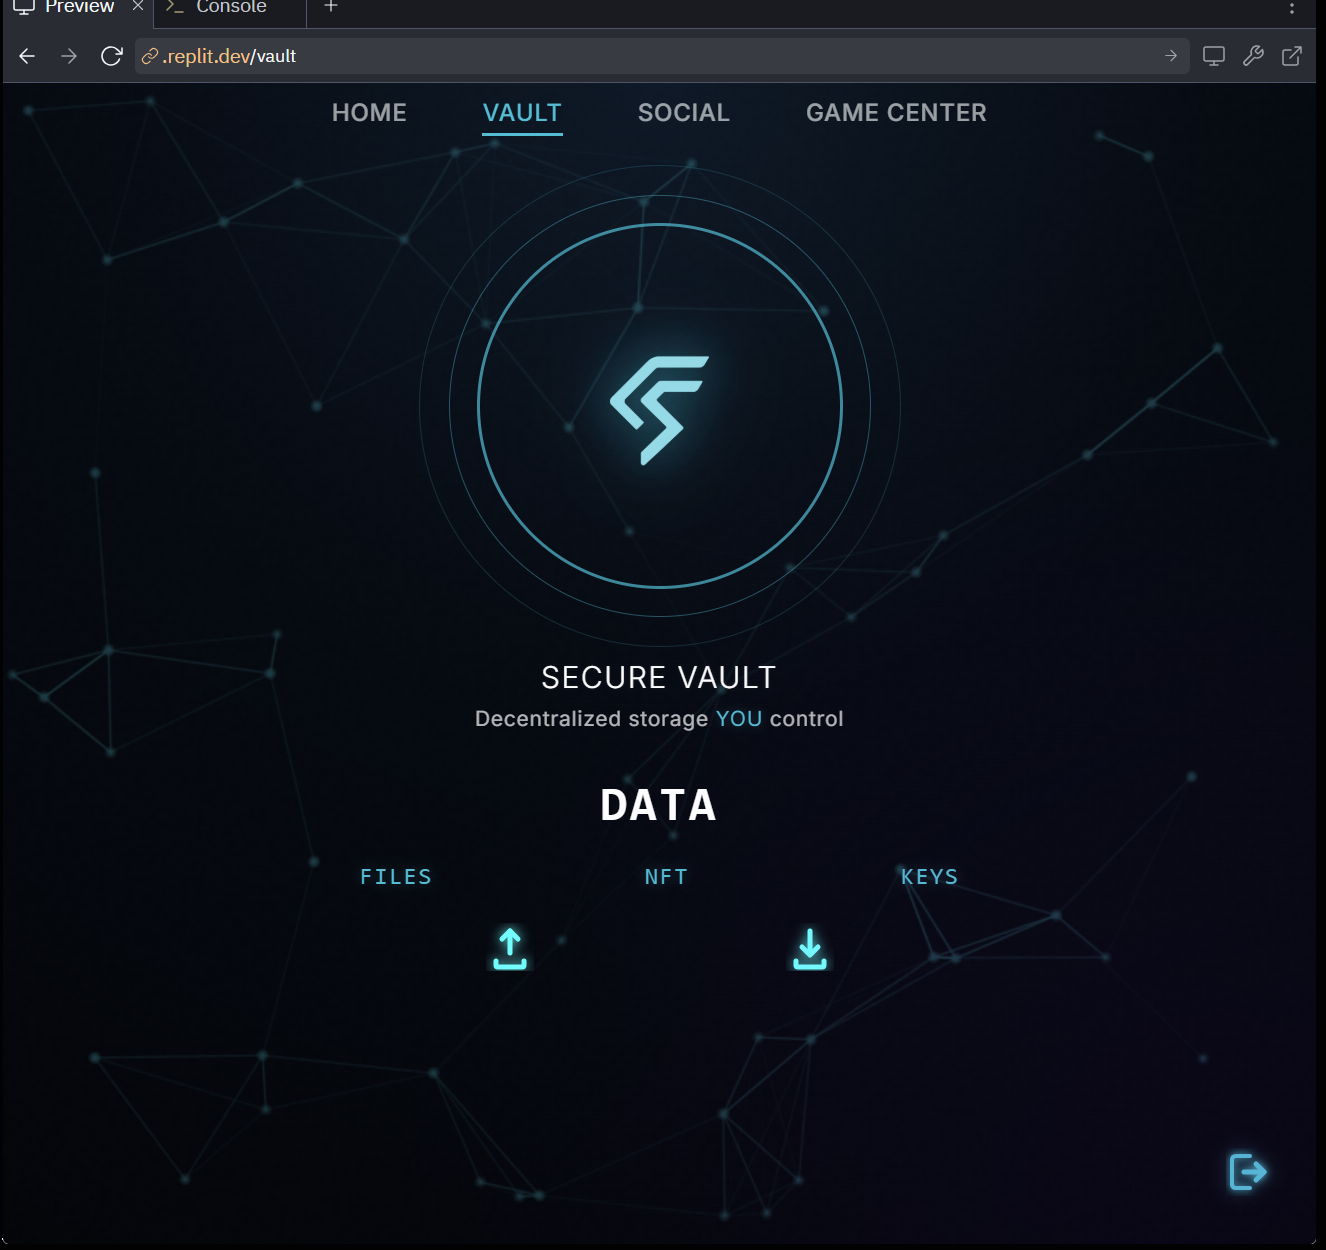 Preview
Console
.replit.dev/vault
HOME VAULT SOCIAL GAME CENTER
SECURE VAULT
Decentralized storage YOU control
DATA
FILES NFT KEYS